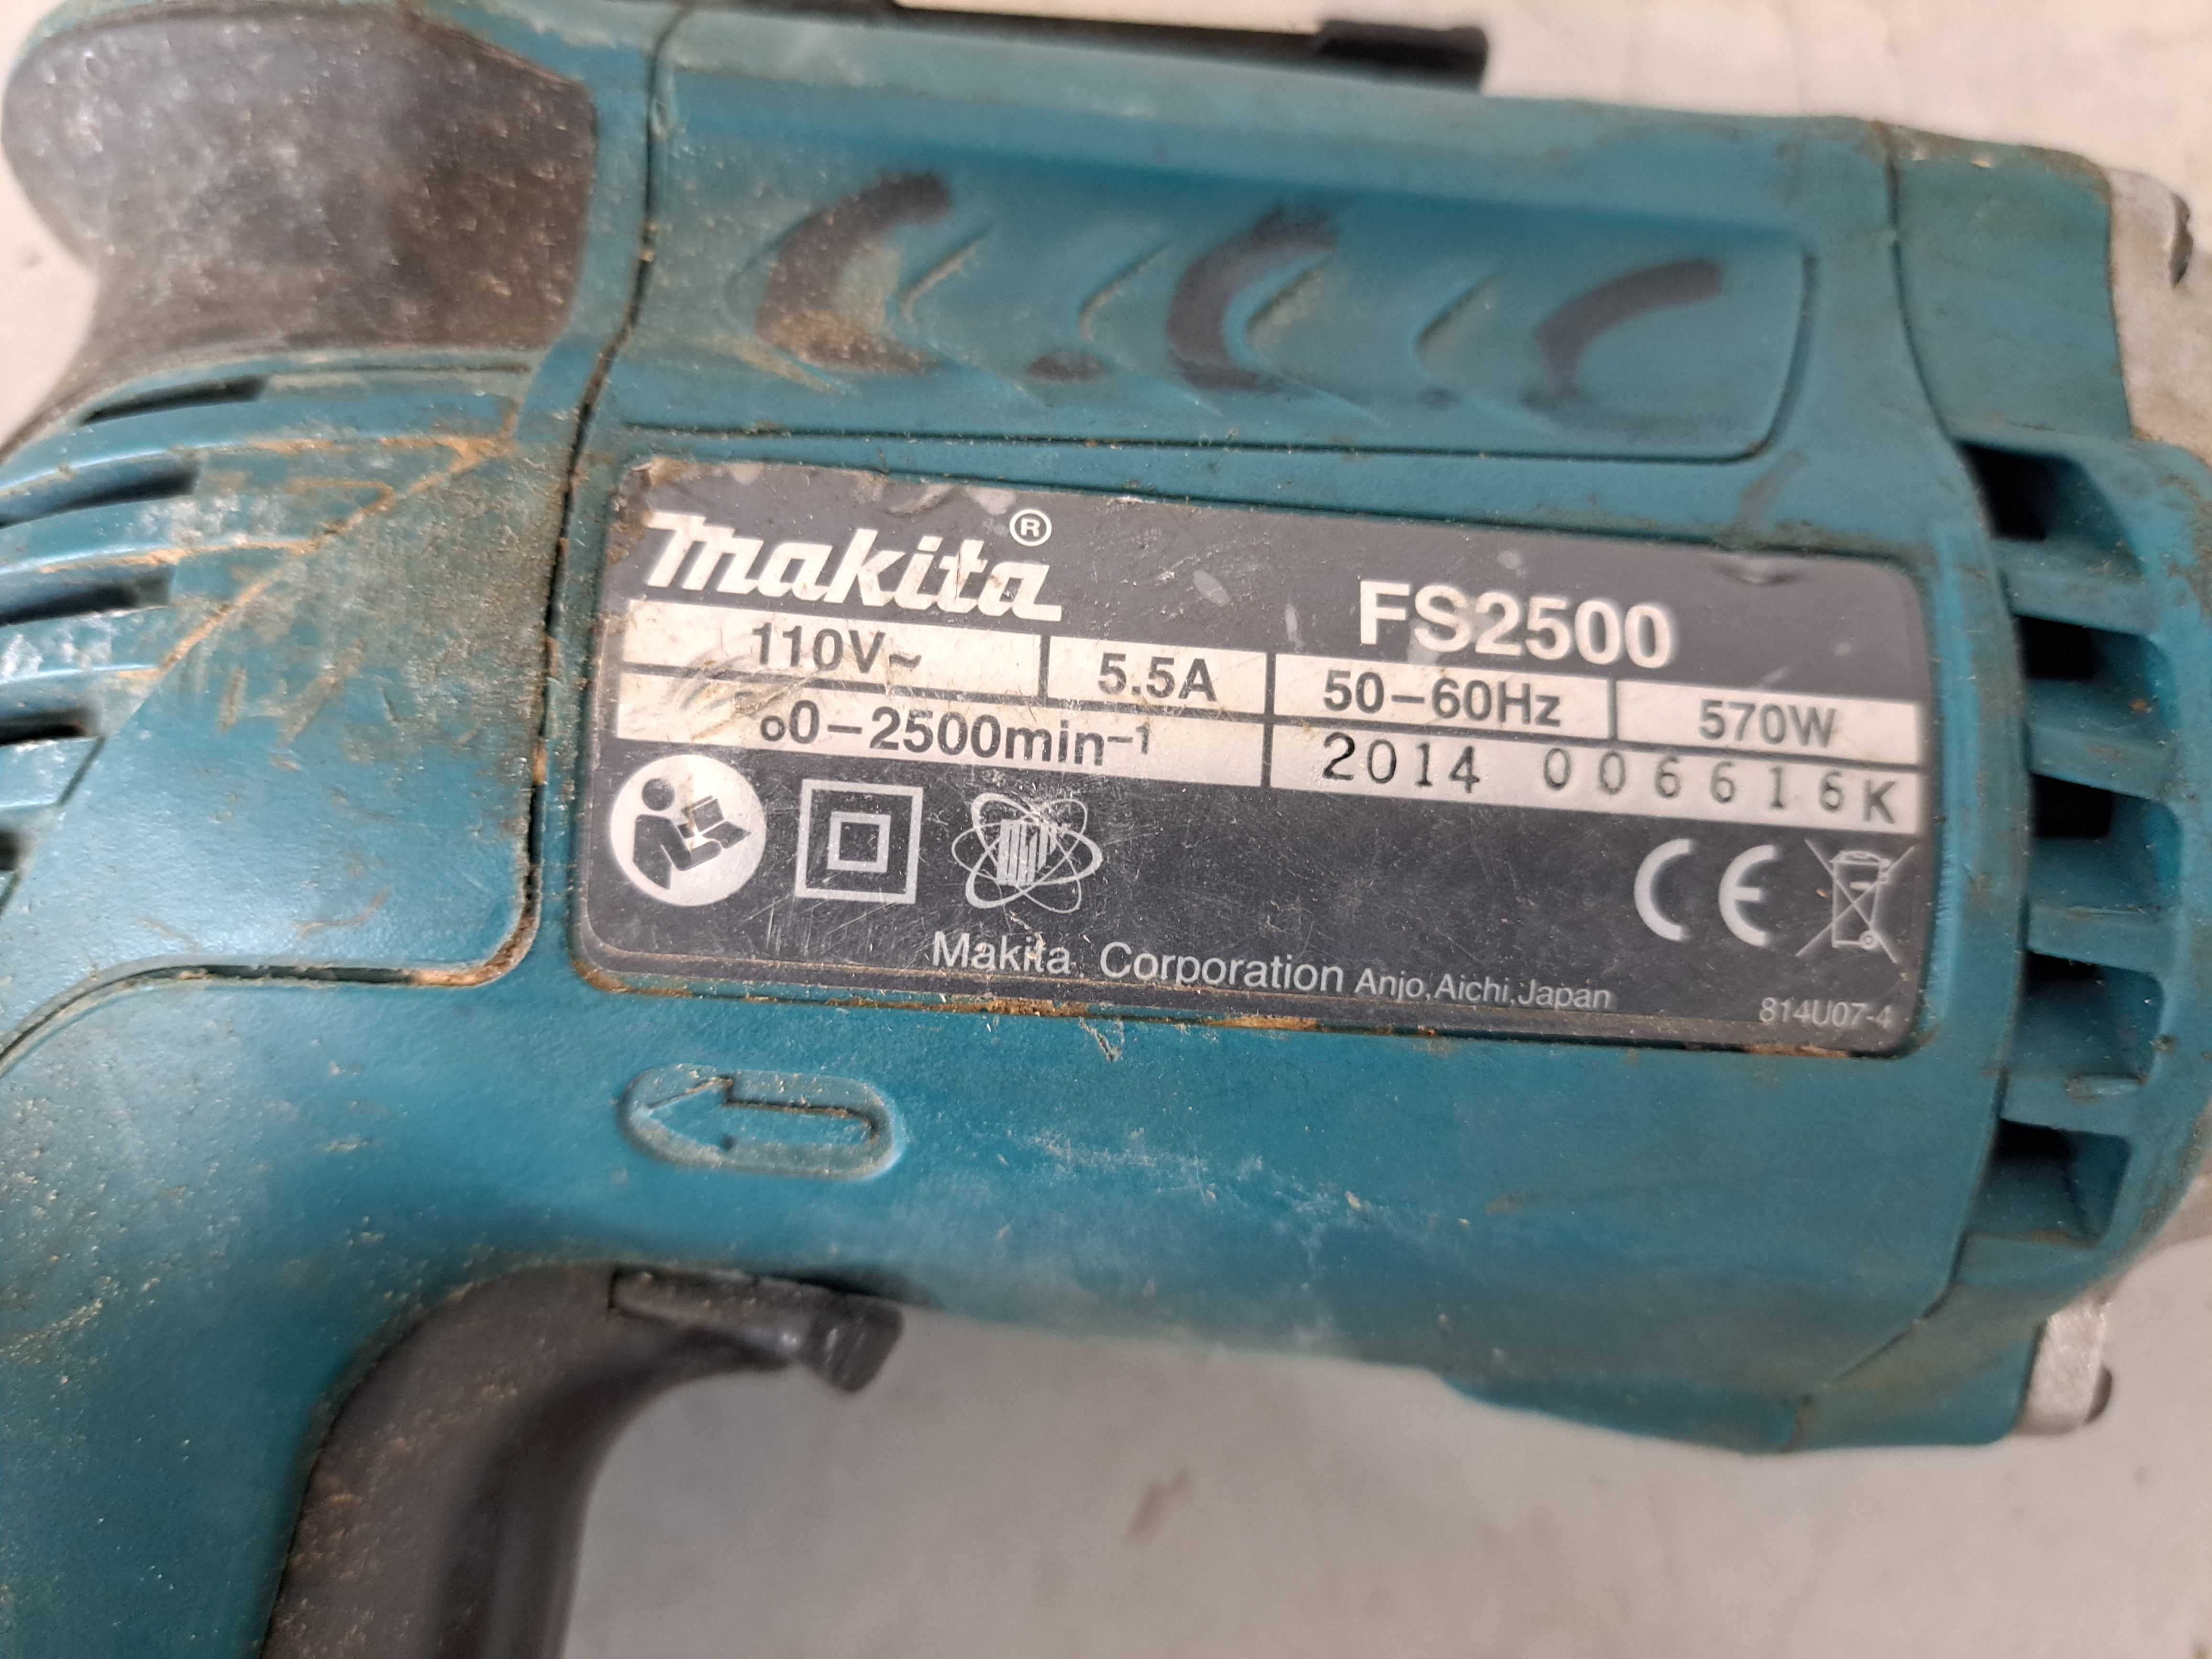 makita®
FS2500
110V~ 5.5A 50-60Hz 570W
o0-2500min-1 2014 006616K
CE
Makita Corporation Anjo,Aichi,Japan
814U07-4